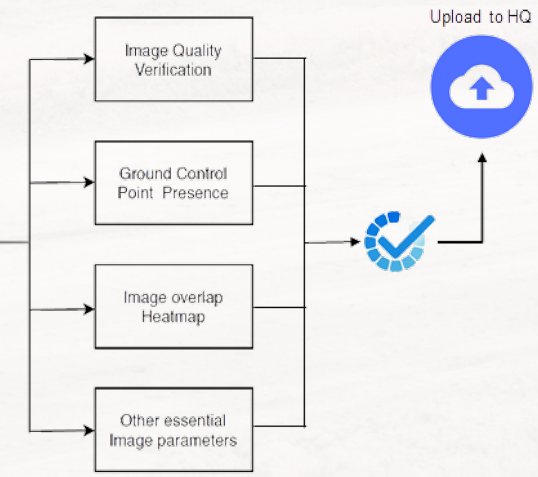 Upload to HQ
Image Quality
Verification
Ground Control
Point Presence
Image overlap
Heatmap
Other essential
Image parameters